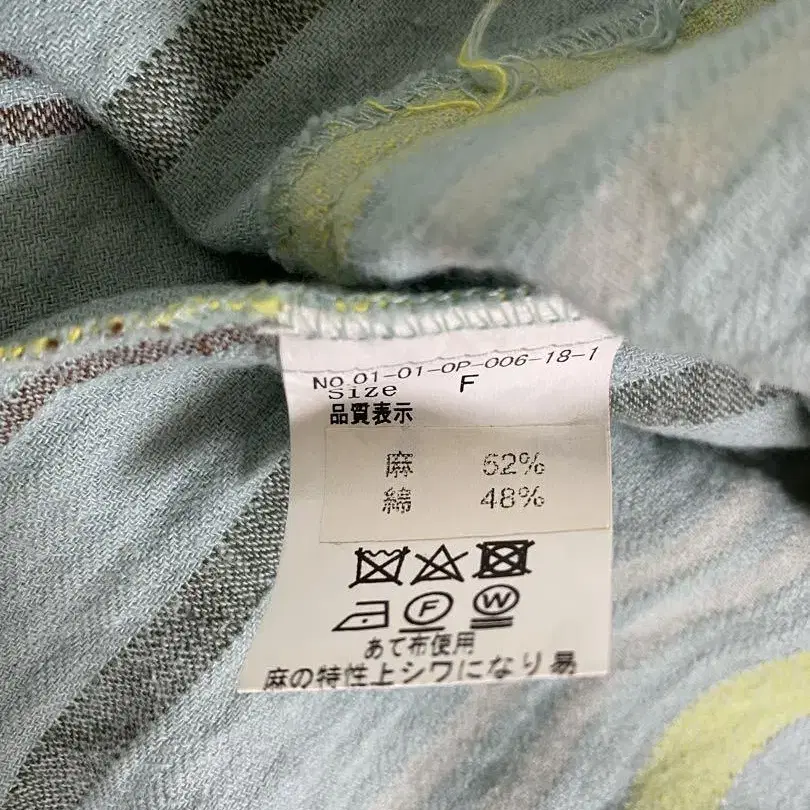 NO 01-01-OP-006-18-1
Size F
品質表示
麻 52%
綿 48%
F W
あて布使用
麻の特性上シワになり易